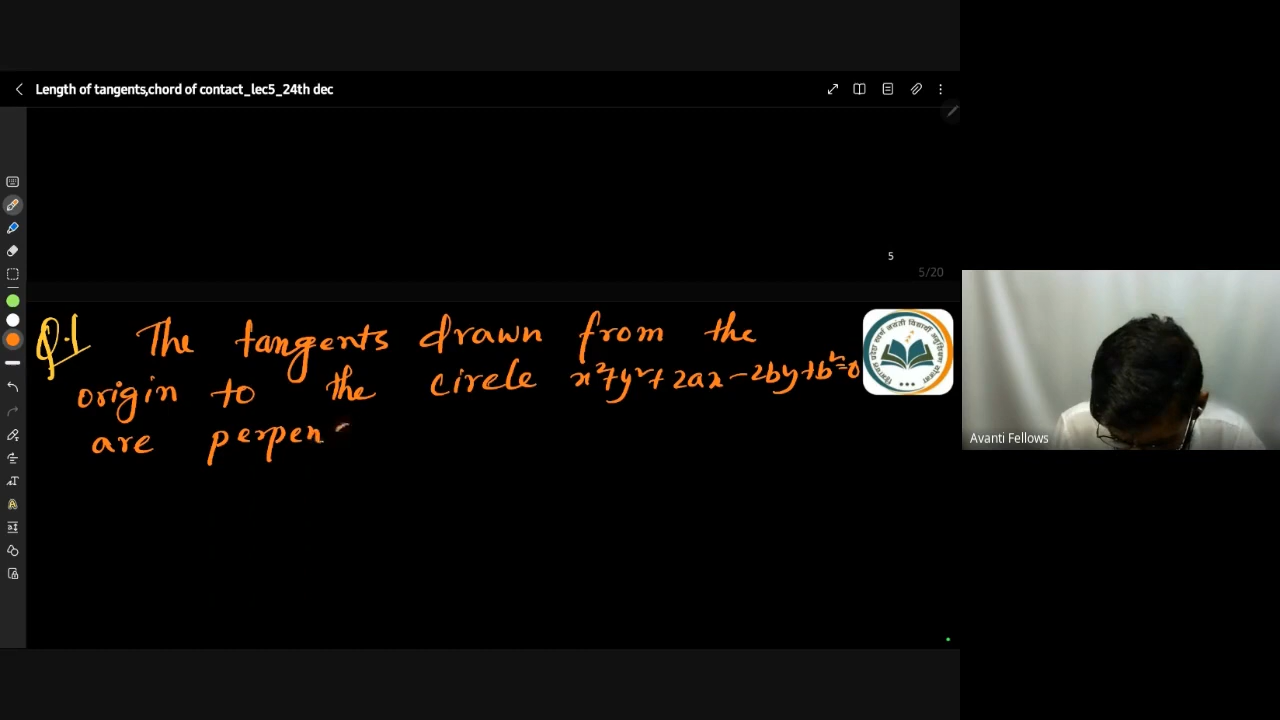 Length of tangents,chord of contact_lec5_24th dec
5
5/20
Q.1 The tangents drawn from the
origin to the circle x²+y²+2ax-2by+b²=0
are perpen
Avanti Fellows